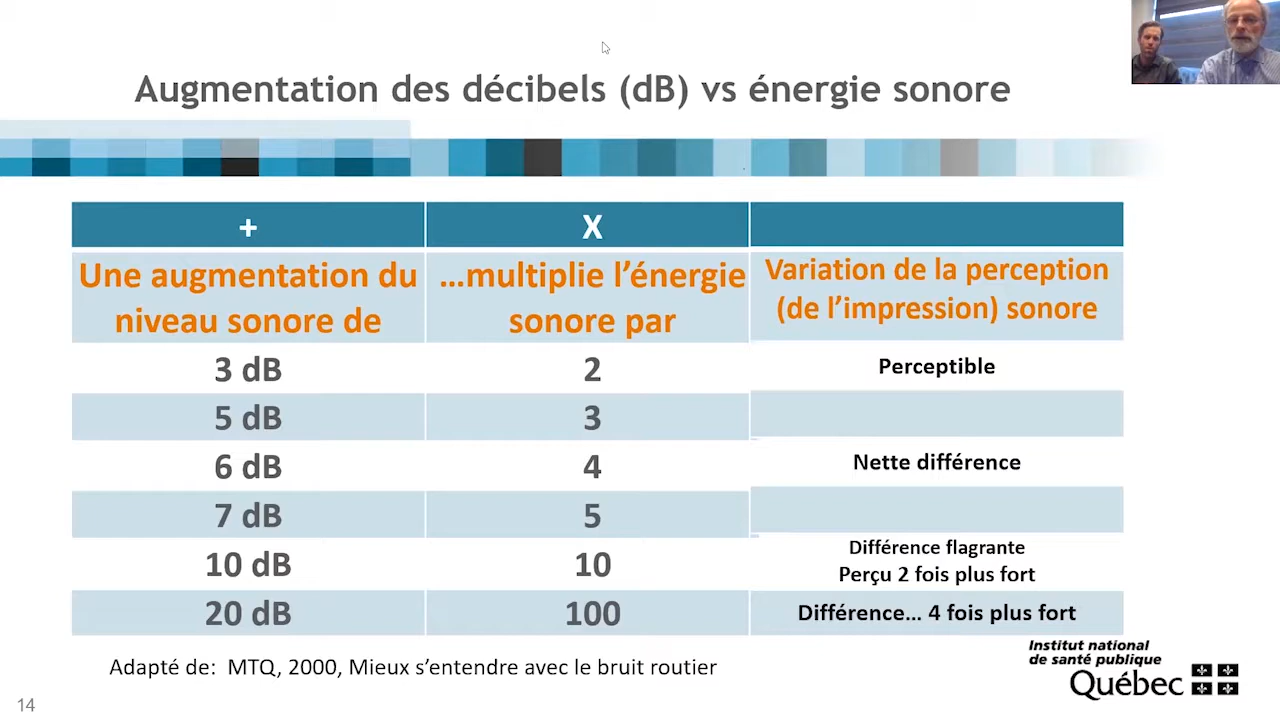 Augmentation des décibels (dB) vs énergie sonore
+ X
Une augmentation du …multiplie l’énergie Variation de la perception
niveau sonore de sonore par (de l’impression) sonore
3 dB 2 Perceptible
5 dB 3
6 dB 4 Nette différence
7 dB 5
10 dB 10 Différence flagrante
Perçu 2 fois plus fort
20 dB 100 Différence… 4 fois plus fort
Adapté de: MTQ, 2000, Mieux s’entendre avec le bruit routier
Institut national
de santé publique
Québec
14